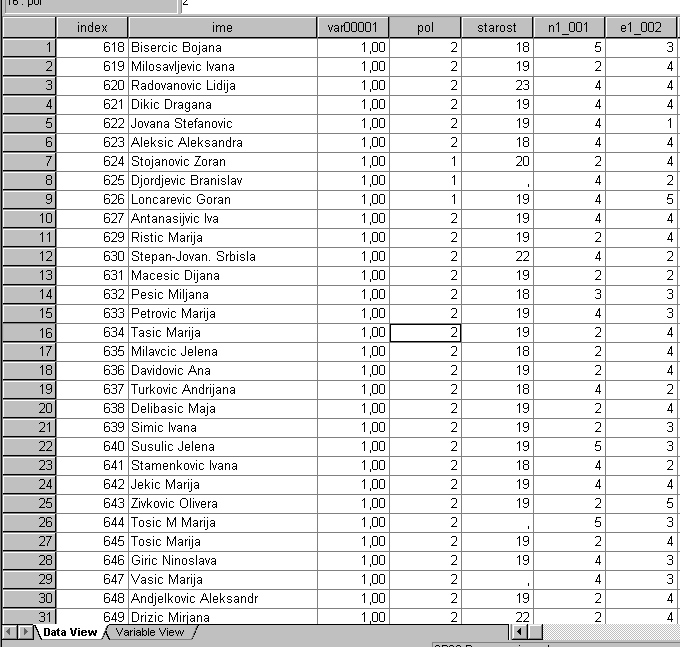 16 : pol 2
index ime var00001 pol starost n1_001 e1_002
1 618 Bisercic Bojana 1,00 2 18 5 3
2 619 Milosavljevic Ivana 1,00 2 19 2 4
3 620 Radovanovic Lidija 1,00 2 23 4 4
4 621 Dikic Dragana 1,00 2 19 4 4
5 622 Jovana Stefanovic 1,00 2 19 4 1
6 623 Aleksic Aleksandra 1,00 2 18 4 4
7 624 Stojanovic Zoran 1,00 1 20 2 4
8 625 Djordjevic Branislav 1,00 1 , 4 2
9 626 Loncarevic Goran 1,00 1 19 4 5
10 627 Antanasijvic Iva 1,00 2 19 4 4
11 629 Ristic Marija 1,00 2 19 2 4
12 630 Stepan-Jovan. Srbisla 1,00 2 22 4 2
13 631 Macesic Dijana 1,00 2 19 2 2
14 632 Pesic Miljana 1,00 2 18 3 3
15 633 Petrovic Marija 1,00 2 19 4 3
16 634 Tasic Marija 1,00 2 19 2 4
17 635 Milavcic Jelena 1,00 2 18 2 4
18 636 Davidovic Ana 1,00 2 19 2 4
19 637 Turkovic Andrijana 1,00 2 18 4 2
20 638 Delibasic Maja 1,00 2 19 2 4
21 639 Simic Ivana 1,00 2 19 2 3
22 640 Susulic Jelena 1,00 2 19 5 3
23 641 Stamenkovic Ivana 1,00 2 18 4 2
24 642 Jekic Marija 1,00 2 19 4 4
25 643 Zivkovic Olivera 1,00 2 19 2 5
26 644 Tosic M Marija 1,00 2 , 5 3
27 645 Tosic Marija 1,00 2 19 2 4
28 646 Giric Ninoslava 1,00 2 19 4 3
29 647 Vasic Marija 1,00 2 , 4 3
30 648 Andjelkovic Aleksandr 1,00 2 19 2 4
31 649 Drizic Mirjana 1,00 2 22 2 4
Data View Variable View